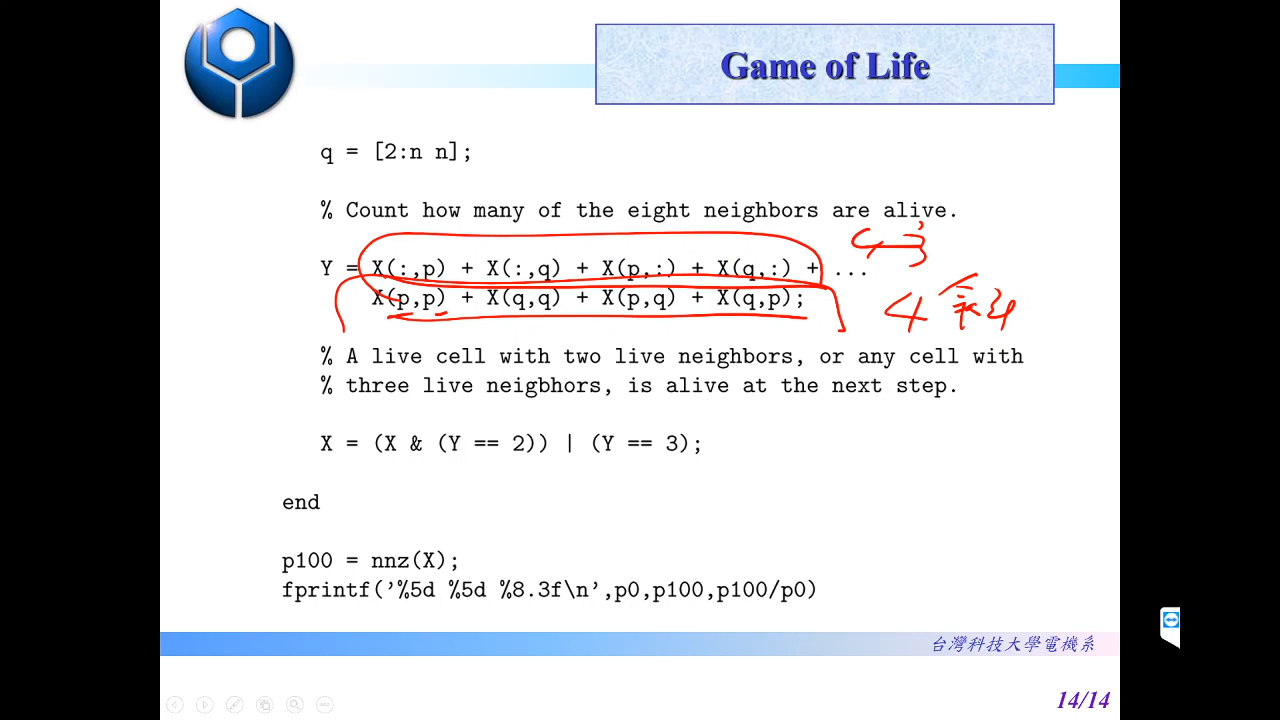 Game of Life
q = [2:n n];
% Count how many of the eight neighbors are alive.
Y = X(:,p) + X(:,q) + X(p,:) + X(q,:) + ...
X(p,p) + X(q,q) + X(p,q) + X(q,p);
4
% A live cell with two live neighbors, or any cell with
% three live neigbhors, is alive at the next step.
X = (X & (Y == 2)) | (Y == 3);
end
p100 = nnz(X);
fprintf('%5d %5d %8.3f\n',p0,p100,p100/p0)
台灣科技大學電機系
14/14